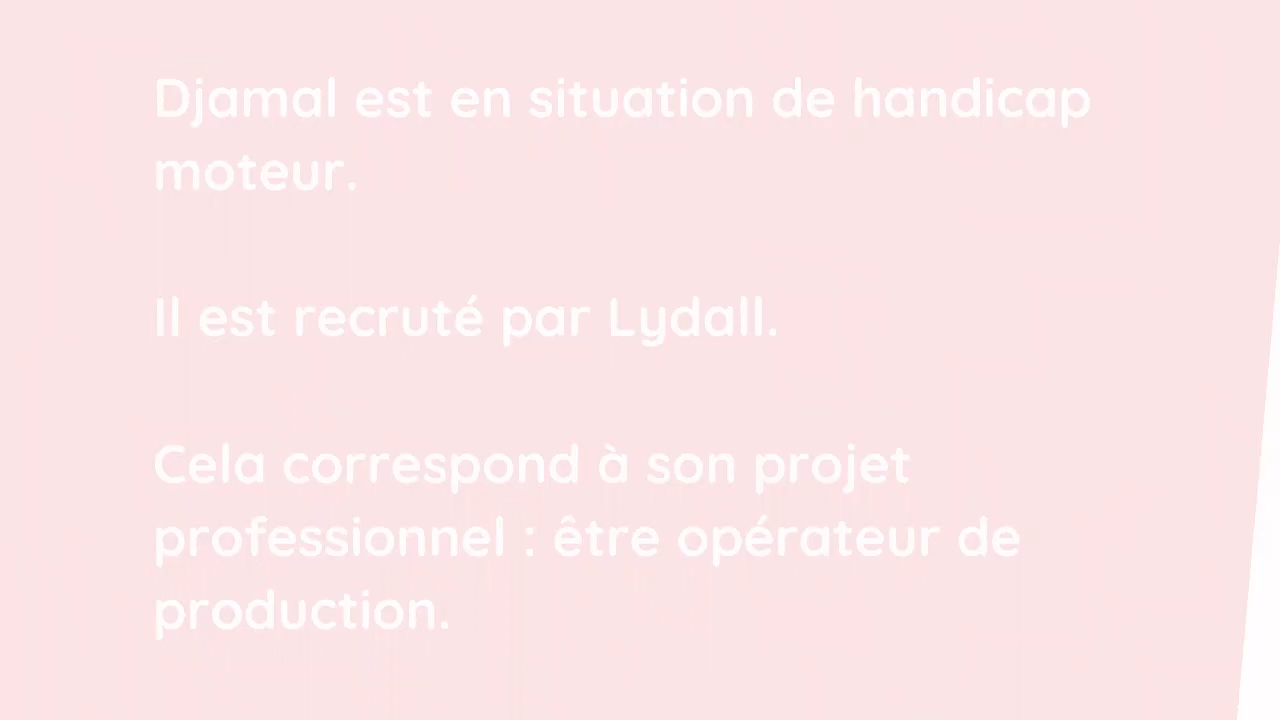 Djamal est en situation de handicap
moteur.
Il est recruté par Lydall.
Cela correspond à son projet
professionnel : être opérateur de
production.